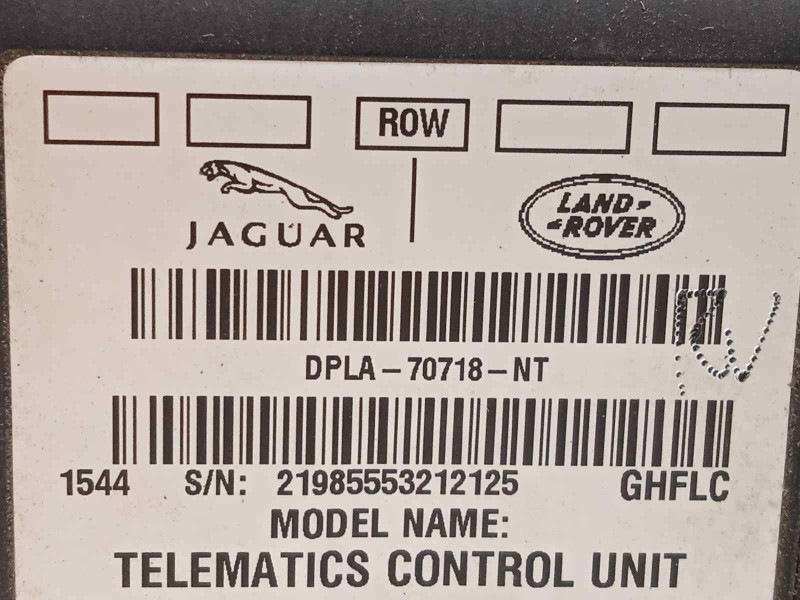 ROW
JAGUAR
LAND-
-ROVER
DPLA-70718-NT
1544 S/N: 21985553212125 GHFLC
MODEL NAME:
TELEMATICS CONTROL UNIT